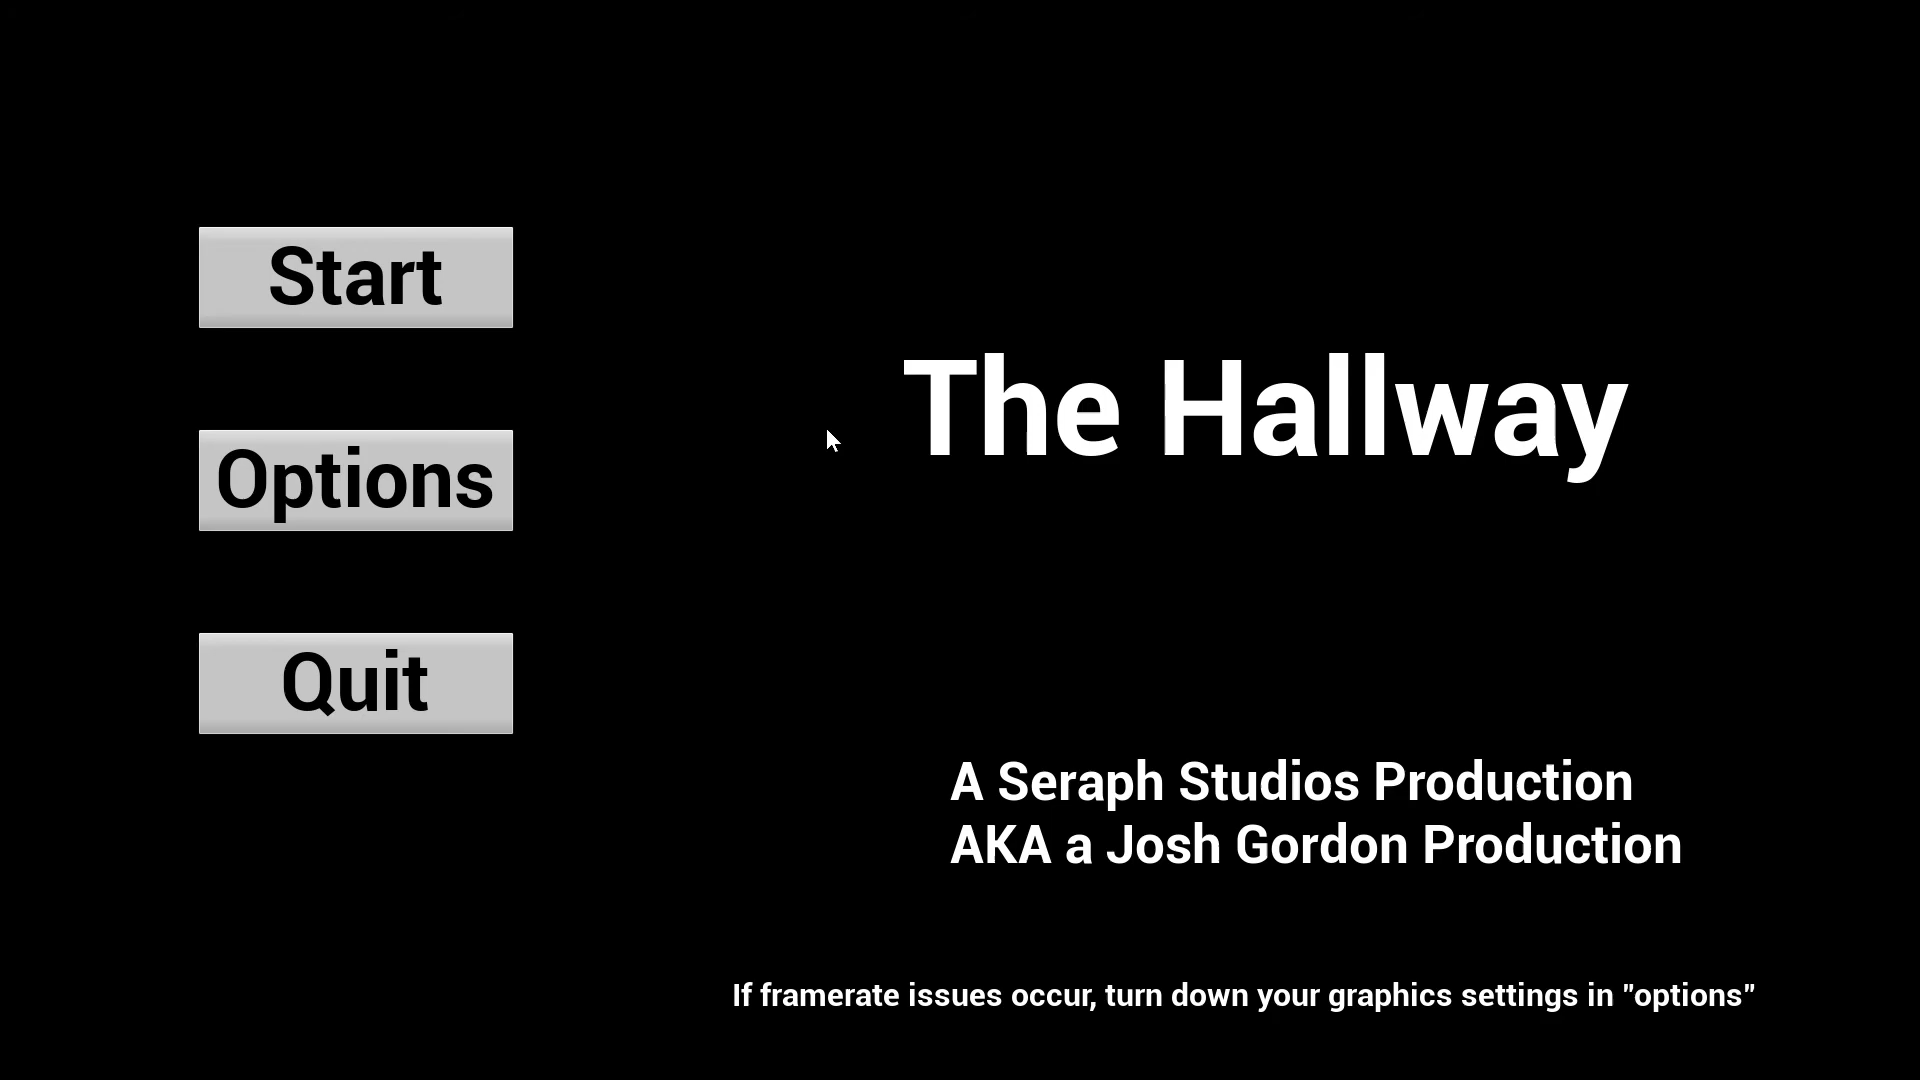 Start
Options
Quit
The Hallway
A Seraph Studios Production
AKA a Josh Gordon Production
If framerate issues occur, turn down your graphics settings in "options"